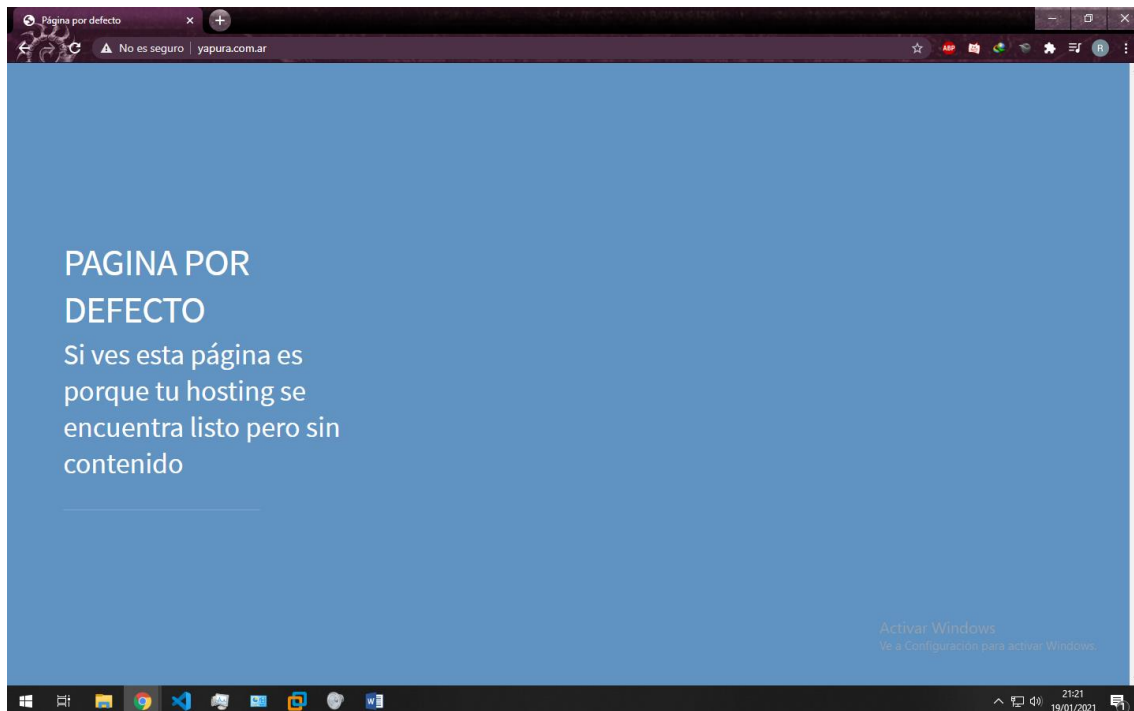 Página por defecto
No es seguro | yapura.com.ar
ABP
R
PAGINA POR
DEFECTO
Si ves esta página es
porque tu hosting se
encuentra listo pero sin
contenido
Activar Windows
Ve a Configuración para activar Windows.
21:21
19/01/2021
1